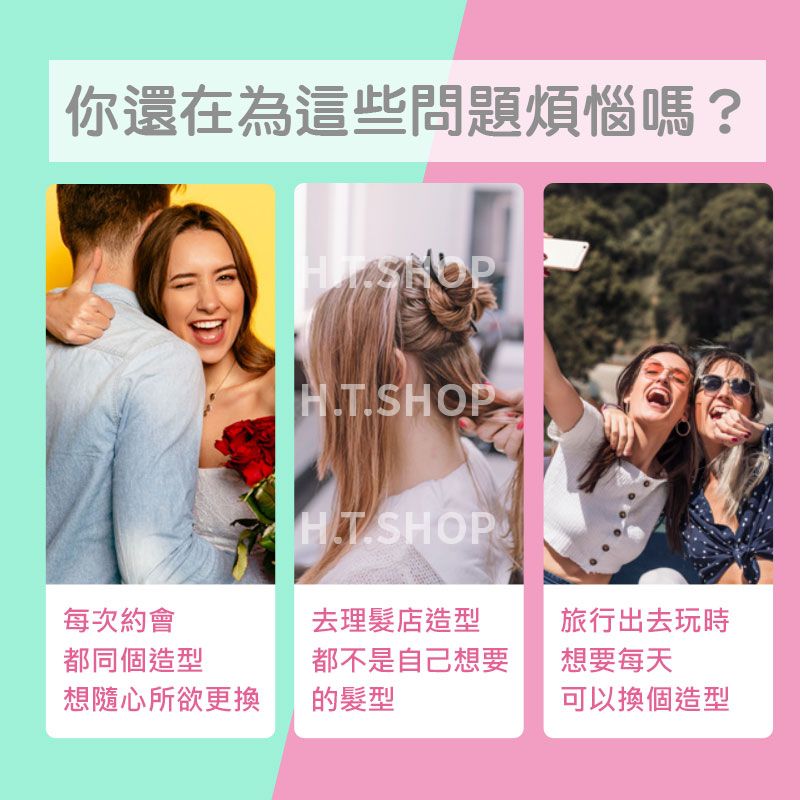 你還在為這些問題煩惱嗎？
H.T.SHOP
H.T.SHOP
H.T.SHOP
每次約會
都同個造型
想隨心所欲更換
去理髮店造型
都不是自己想要
的髮型
旅行出去玩時
想要每天
可以換個造型